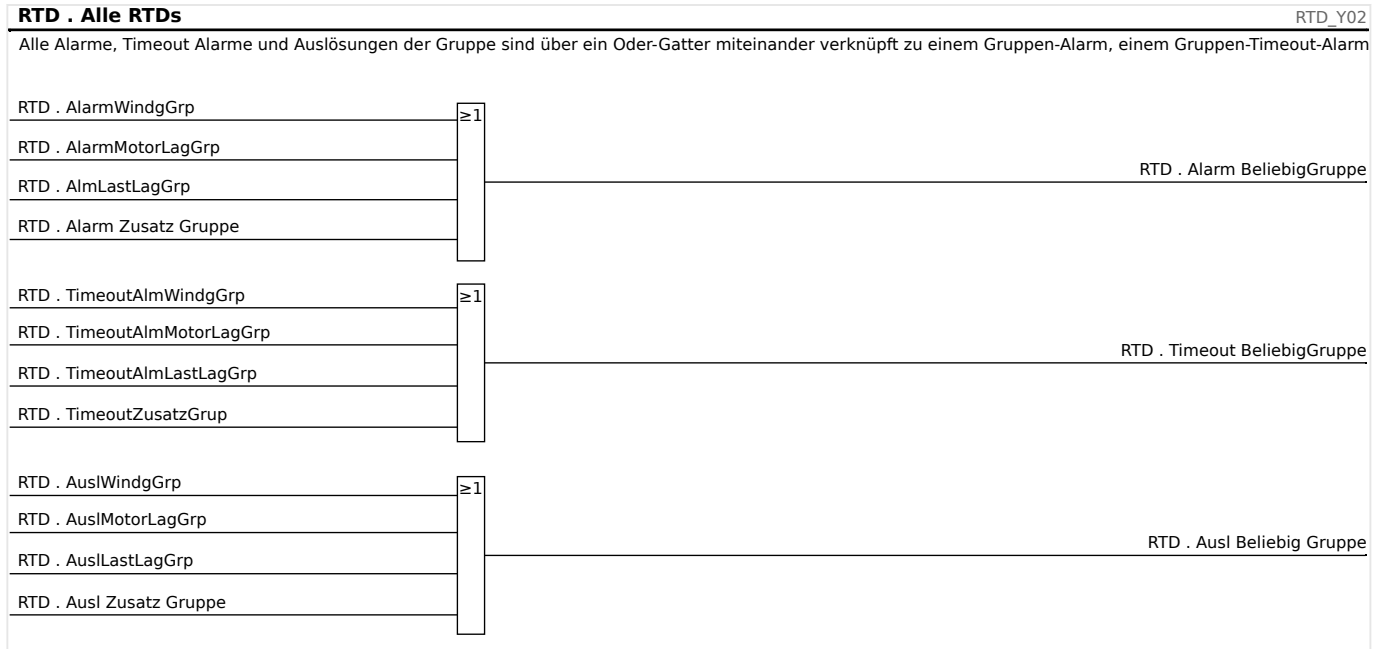 RTD . Alle RTDs
RTD_Y02
Alle Alarme, Timeout Alarme und Auslösungen der Gruppe sind über ein Oder-Gatter miteinander verknüpft zu einem Gruppen-Alarm, einem Gruppen-Timeout-Alarm
RTD . AlarmWindgGrp
≥1
RTD . AlarmMotorLagGrp
RTD . Alarm BeliebigGruppe
RTD . AlmLastLagGrp
RTD . Alarm Zusatz Gruppe
RTD . TimeoutAlmWindgGrp
≥1
RTD . TimeoutAlmMotorLagGrp
RTD . Timeout BeliebigGruppe
RTD . TimeoutAlmLastLagGrp
RTD . TimeoutZusatzGrup
RTD . AuslWindgGrp
≥1
RTD . AuslMotorLagGrp
RTD . Ausl Beliebig Gruppe
RTD . AuslLastLagGrp
RTD . Ausl Zusatz Gruppe